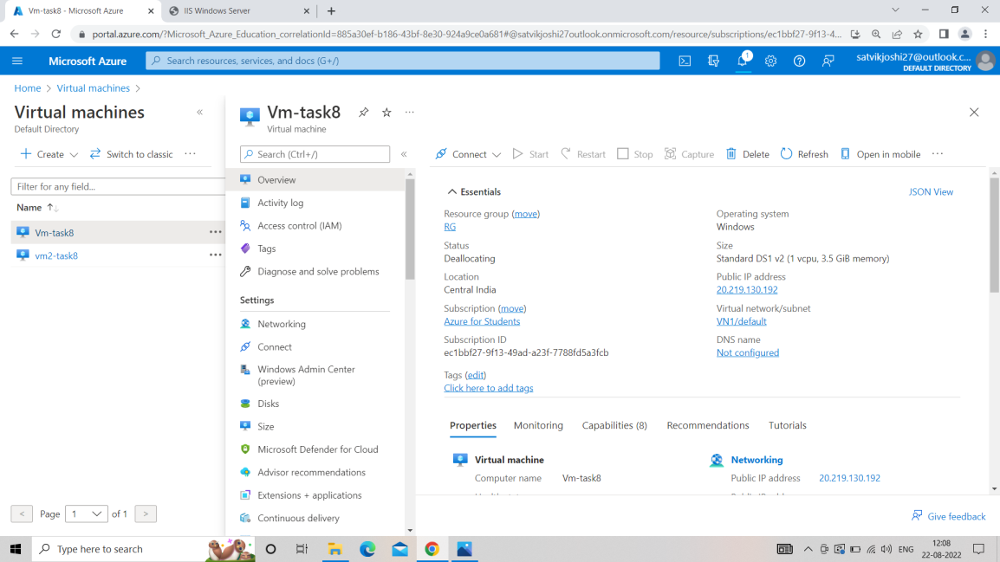 Vm-task8 - Microsoft Azure
IIS Windows Server
portal.azure.com/?Microsoft_Azure_Education_correlationId=885a30ef-b186-43bf-8e30-924a9ce0a681#@satvikjoshi27outlook.onmicrosoft.com/resource/subscriptions/ec1bbf27-9f13-4...
Microsoft Azure
Search resources, services, and docs (G+/)
1
satvikjoshi27@outlook.c...
DEFAULT DIRECTORY
Home > Virtual machines >
Virtual machines
Default Directory
Create
Switch to classic
Filter for any field...
Name
Vm-task8
vm2-task8
< Page 1 of 1 >
Vm-task8
Virtual machine
Search (Ctrl+/)
Overview
Activity log
Access control (IAM)
Tags
Diagnose and solve problems
Settings
Networking
Connect
Windows Admin Center
(preview)
Disks
Size
Microsoft Defender for Cloud
Advisor recommendations
Extensions + applications
Continuous delivery
Connect Start Restart Stop Capture Delete Refresh Open in mobile
Essentials
JSON View
Resource group (move)
RG
Status
Deallocating
Location
Central India
Subscription (move)
Azure for Students
Subscription ID
ec1bbf27-9f13-49ad-a23f-7788fd5a3fcb
Tags (edit)
Click here to add tags
Operating system
Windows
Size
Standard DS1 v2 (1 vcpu, 3.5 GiB memory)
Public IP address
20.219.130.192
Virtual network/subnet
VN1/default
DNS name
Not configured
Properties Monitoring Capabilities (8) Recommendations Tutorials
Virtual machine
Computer name Vm-task8
Networking
Public IP address 20.219.130.192
Give feedback
Type here to search
ENG
12:08
22-08-2022